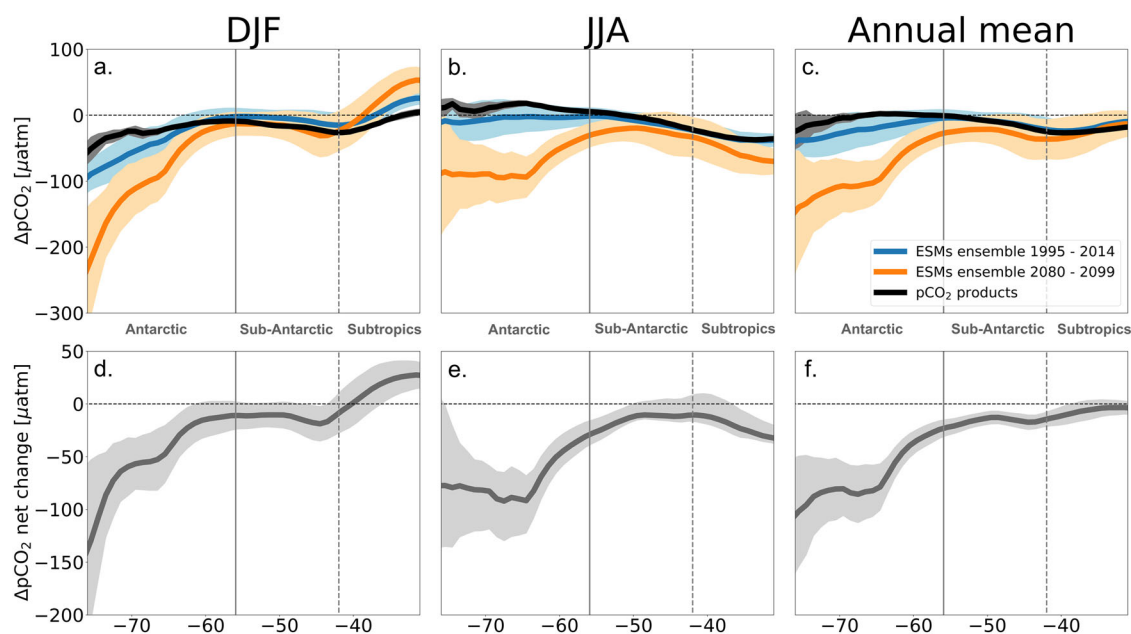 DJF
JJA
Annual mean
a.
b.
c.
100
0
−100
−200
−300
ΔpCO₂ [μatm]
ESMs ensemble 1995 - 2014
ESMs ensemble 2080 - 2099
pCO₂ products
Antarctic
Sub-Antarctic
Subtropics
Antarctic
Sub-Antarctic
Subtropics
Antarctic
Sub-Antarctic
Subtropics
d.
e.
f.
50
0
−50
−100
−150
−200
ΔpCO₂ net change [μatm]
−70 −60 −50 −40
−70 −60 −50 −40
−70 −60 −50 −40